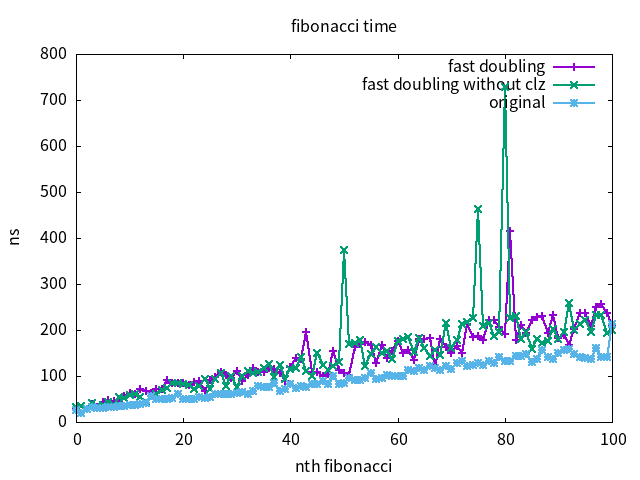 fibonacci time
800
700
600
500
400
300
200
100
0
ns
fast doubling
fast doubling without clz
original
0 20 40 60 80 100
nth fibonacci